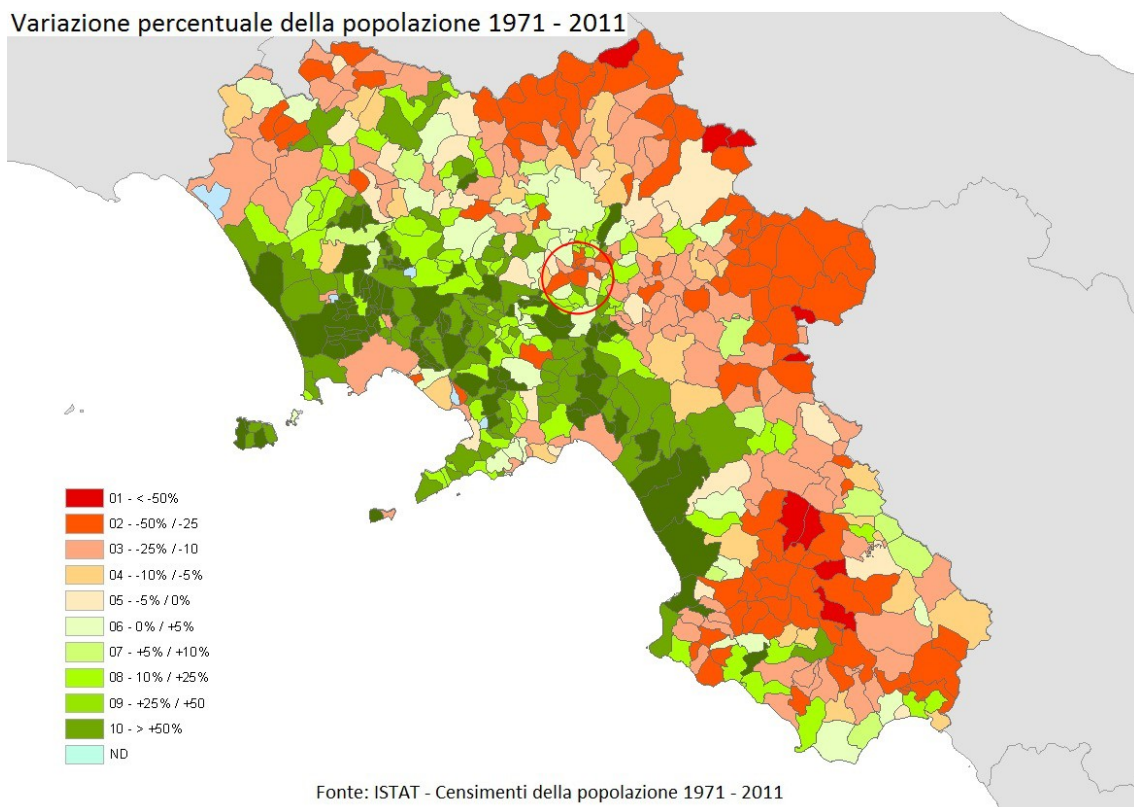 Variazione percentuale della popolazione 1971 - 2011
01 - < -50%
02 - -50% / -25
03 - -25% / -10
04 - -10% / -5%
05 - -5% / 0%
06 - 0% / +5%
07 - +5% / +10%
08 - 10% / +25%
09 - +25% / +50
10 - > +50%
ND
Fonte: ISTAT - Censimenti della popolazione 1971 - 2011